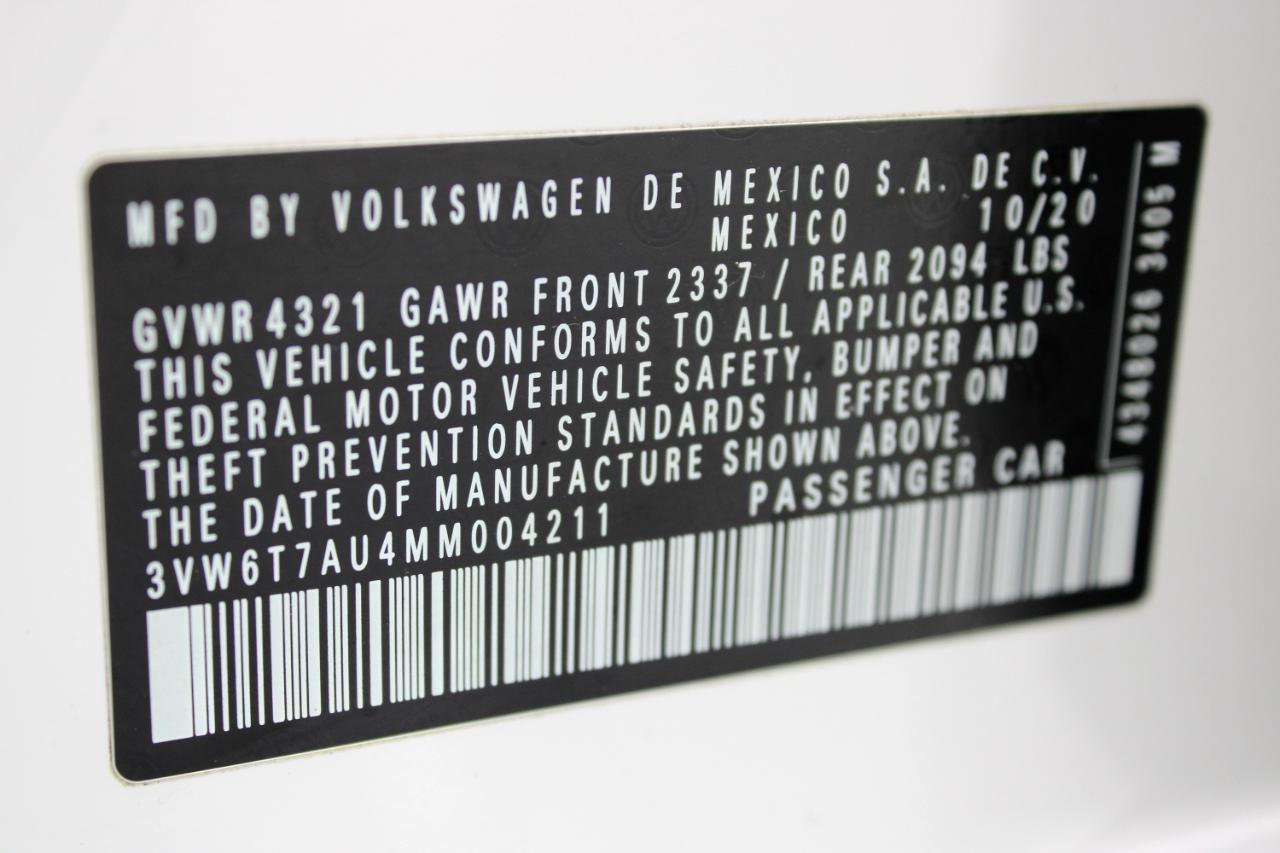 MFD BY VOLKSWAGEN DE MEXICO S.A. DE C.V.
MEXICO 10/20
GVWR 4321 GAWR FRONT 2337 / REAR 2094 LBS
THIS VEHICLE CONFORMS TO ALL APPLICABLE U.S.
FEDERAL MOTOR VEHICLE SAFETY, BUMPER AND
THEFT PREVENTION STANDARDS IN EFFECT ON
THE DATE OF MANUFACTURE SHOWN ABOVE.
3VW6T7AU4MM004211 PASSENGER CAR
4348026 3405 M